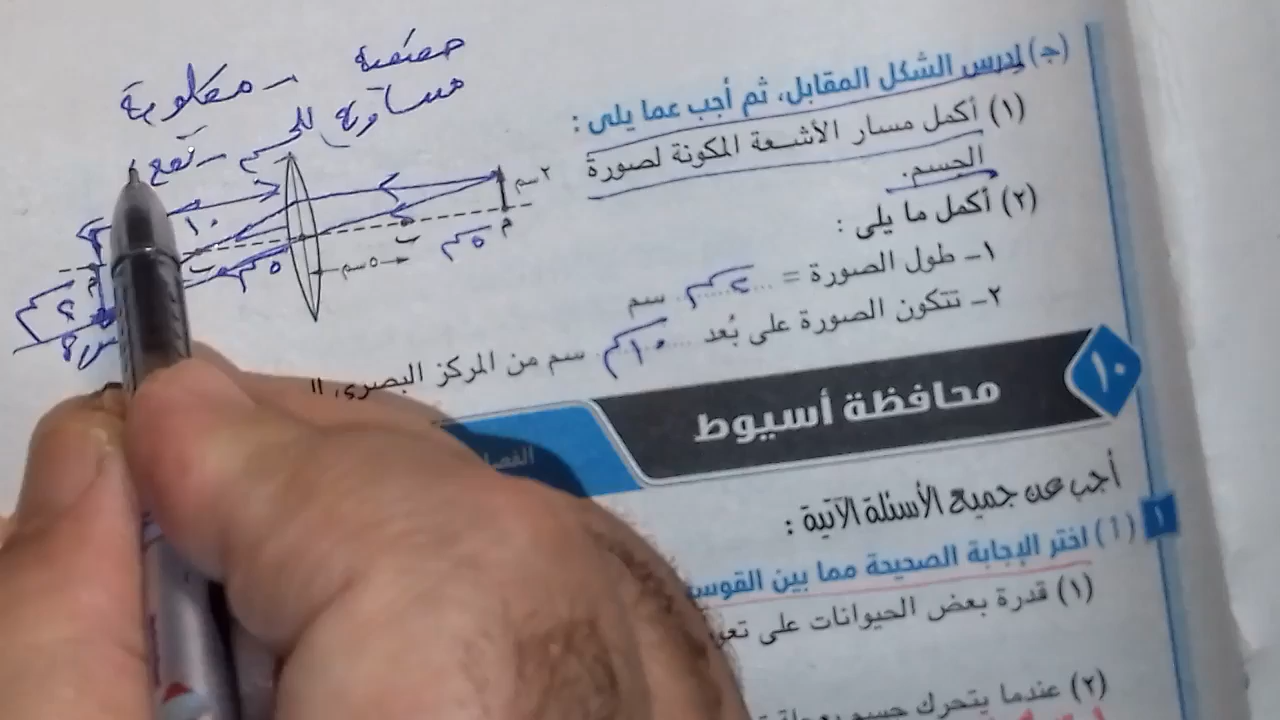 (ج) ادرس الشكل المقابل، ثم أجب عما يلى :
(١) أكمل مسار الأشعة المكونة لصورة
الجسم.
(٢) أكمل ما يلى :
١- طول الصورة = ٢سم سم
٢- تتكون الصورة على بُعد ١٠سم سم من المركز البصرى
حقيقية – مقلوبة
مساوية للجسم – تقع
٢ سم
م
ب
٥سم
٥ سم
١٠
٥سم
ب
م
محافظة أسيوط
١٠
أجب عن جميع الأسئلة الآتية :
١ (أ) اختر الإجابة الصحيحة مما بين القوس
(١) قدرة بعض الحيوانات على
(٢) عندما يتحرك جسم